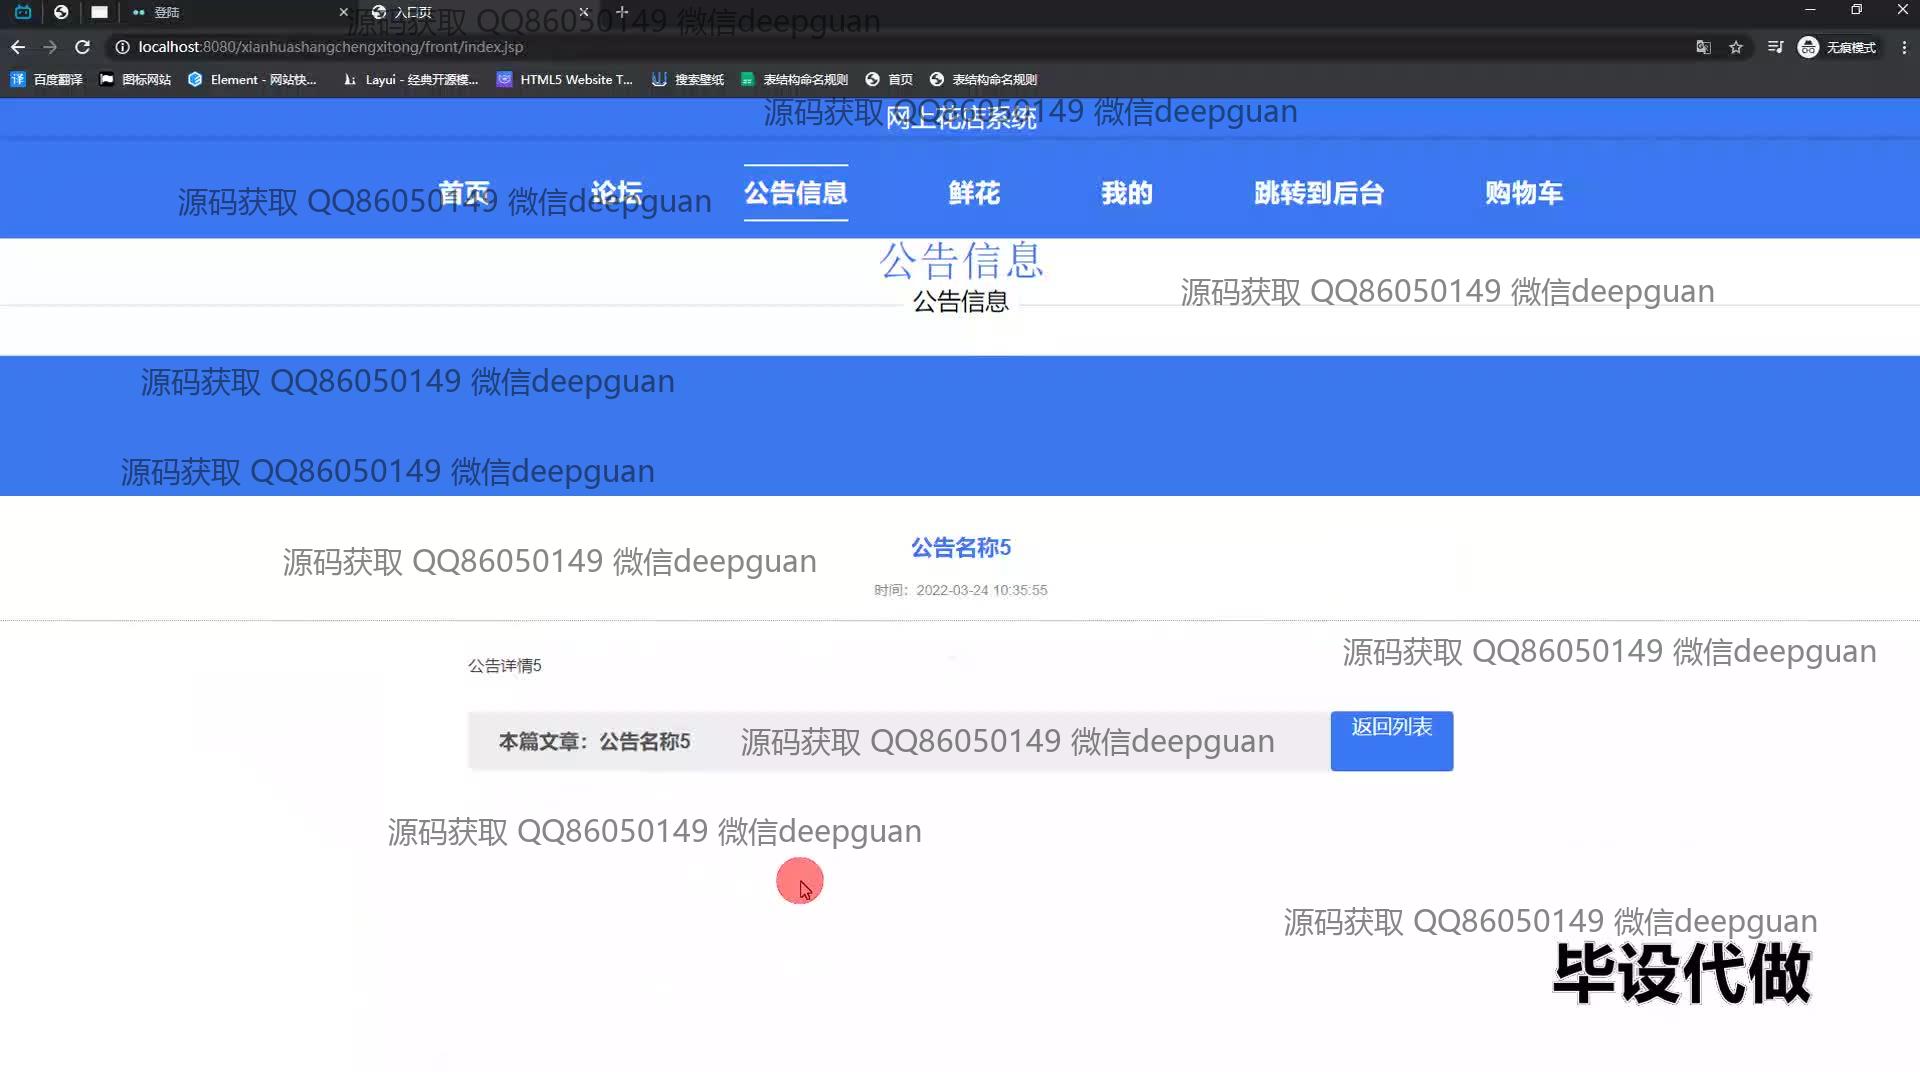 登陆
入口页
源码获取 QQ86050149 微信deepguan
localhost:8080/xianhuashangchengxitong/front/index.jsp
无痕模式
百度翻译
图标网站
Element - 网站快...
Layui - 经典开源模...
HTML5 Website T...
搜索壁纸
表结构命名规则
首页
表结构命名规则
源码获取 QQ86050149 微信deepguan
网上花店系统
首页 论坛 公告信息 鲜花 我的 跳转到后台 购物车
源码获取 QQ86050149 微信deepguan
公告信息
源码获取 QQ86050149 微信deepguan
公告信息
源码获取 QQ86050149 微信deepguan
源码获取 QQ86050149 微信deepguan
公告名称5
源码获取 QQ86050149 微信deepguan
时间：2022-03-24 10:35:55
源码获取 QQ86050149 微信deepguan
公告详情5
本篇文章：公告名称5
源码获取 QQ86050149 微信deepguan
返回列表
源码获取 QQ86050149 微信deepguan
源码获取 QQ86050149 微信deepguan
毕设代做